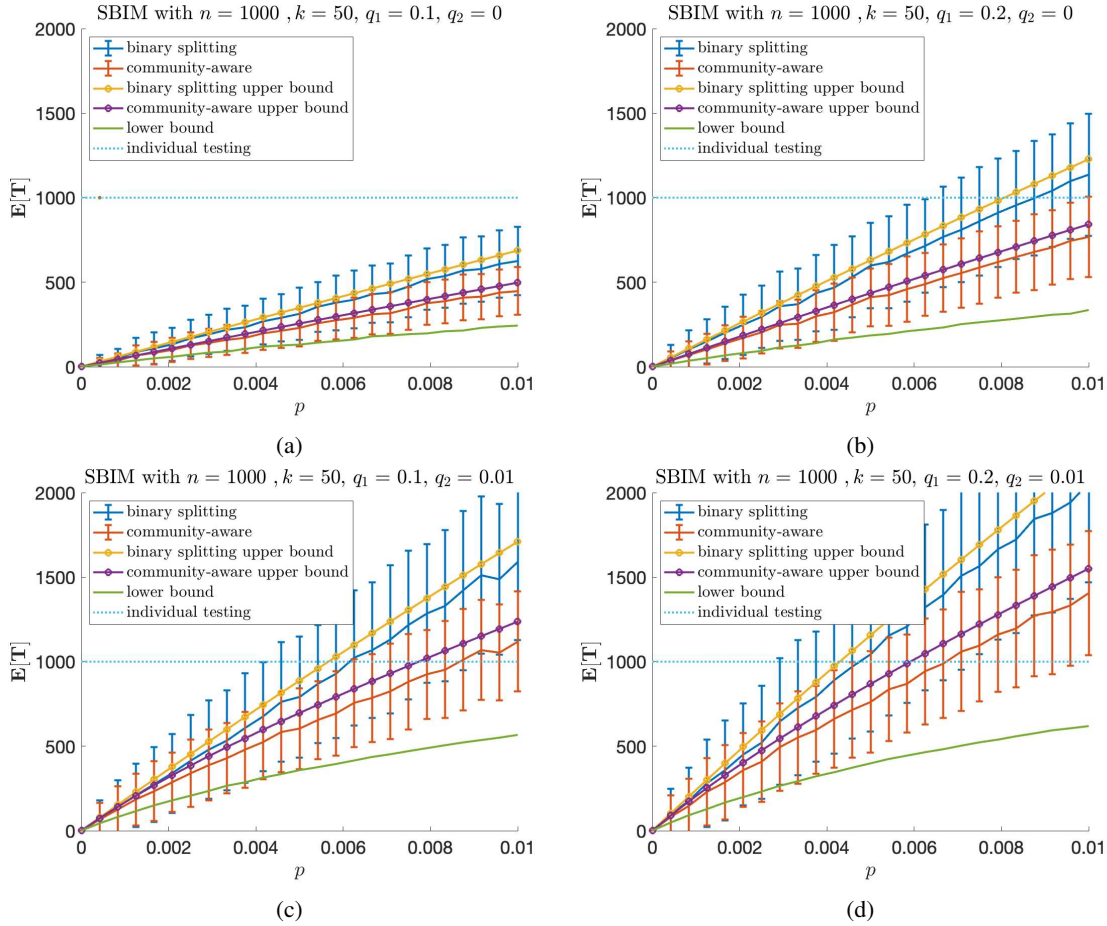 SBIM with n = 1000 , k = 50, q₁ = 0.1, q₂ = 0
2000
1500
1000
500
0
E[T]
binary splitting
community-aware
binary splitting upper bound
community-aware upper bound
lower bound
individual testing
0 0.002 0.004 0.006 0.008 0.01
p
(a)
SBIM with n = 1000 , k = 50, q₁ = 0.2, q₂ = 0
2000
1500
1000
500
0
E[T]
binary splitting
community-aware
binary splitting upper bound
community-aware upper bound
lower bound
individual testing
0 0.002 0.004 0.006 0.008 0.01
p
(b)
SBIM with n = 1000 , k = 50, q₁ = 0.1, q₂ = 0.01
2000
1500
1000
500
0
E[T]
binary splitting
community-aware
binary splitting upper bound
community-aware upper bound
lower bound
individual testing
0 0.002 0.004 0.006 0.008 0.01
p
(c)
SBIM with n = 1000 , k = 50, q₁ = 0.2, q₂ = 0.01
2000
1500
1000
500
0
E[T]
binary splitting
community-aware
binary splitting upper bound
community-aware upper bound
lower bound
individual testing
0 0.002 0.004 0.006 0.008 0.01
p
(d)